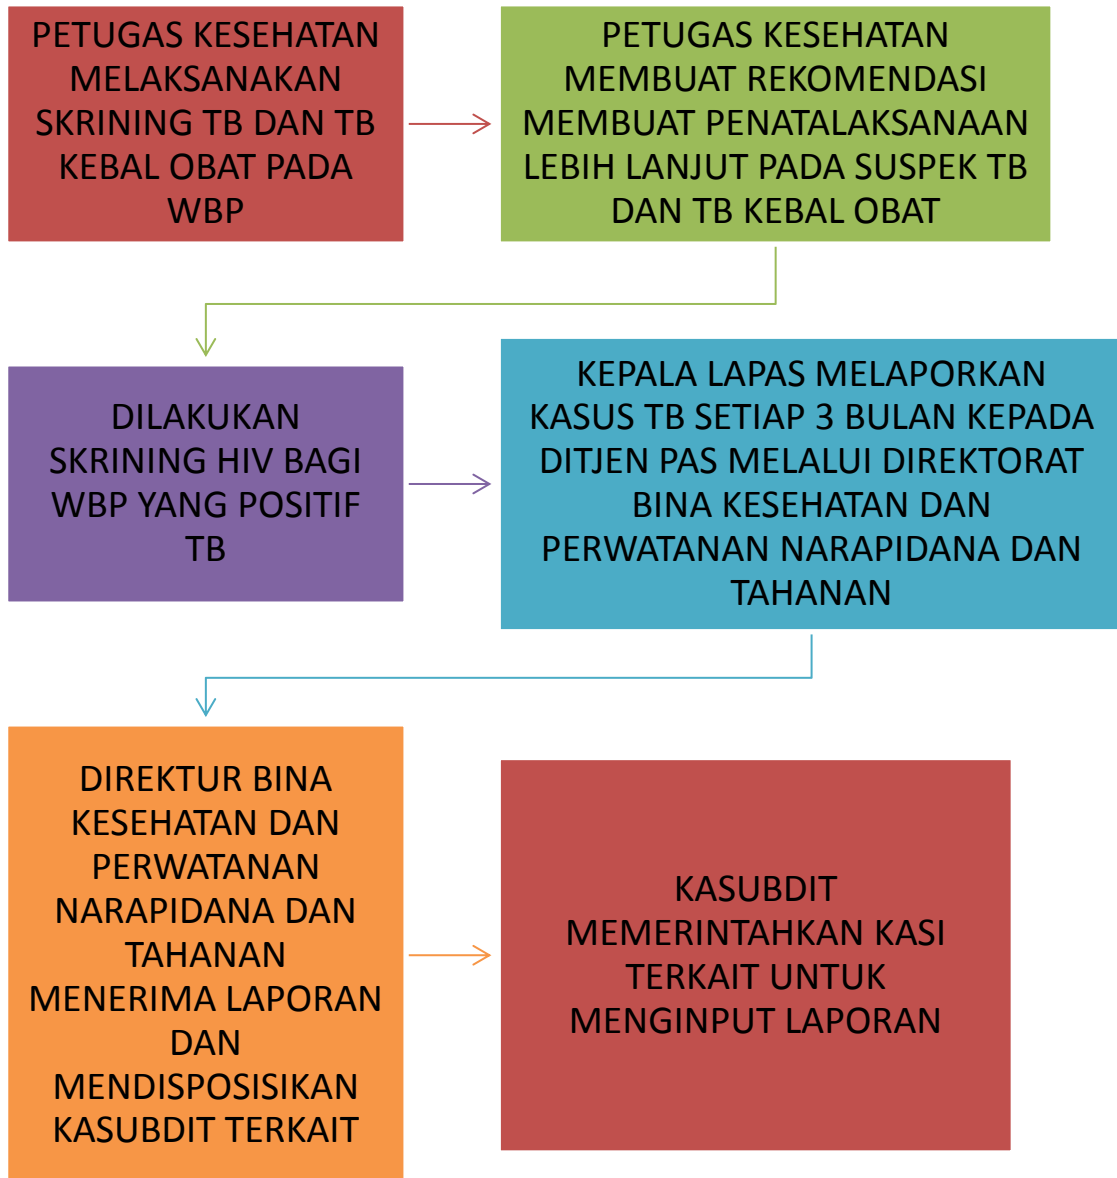 PETUGAS KESEHATAN
MELAKSANAKAN
SKRINING TB DAN TB
KEBAL OBAT PADA
WBP
PETUGAS KESEHATAN
MEMBUAT REKOMENDASI
MEMBUAT PENATALAKSANAAN
LEBIH LANJUT PADA SUSPEK TB
DAN TB KEBAL OBAT
DILAKUKAN
SKRINING HIV BAGI
WBP YANG POSITIF
TB
KEPALA LAPAS MELAPORKAN
KASUS TB SETIAP 3 BULAN KEPADA
DITJEN PAS MELALUI DIREKTORAT
BINA KESEHATAN DAN
PERWATANAN NARAPIDANA DAN
TAHANAN
DIREKTUR BINA
KESEHATAN DAN
PERWATANAN
NARAPIDANA DAN
TAHANAN
MENERIMA LAPORAN
DAN
MENDISPOSISIKAN
KASUBDIT TERKAIT
KASUBDIT
MEMERINTAHKAN KASI
TERKAIT UNTUK
MENGINPUT LAPORAN